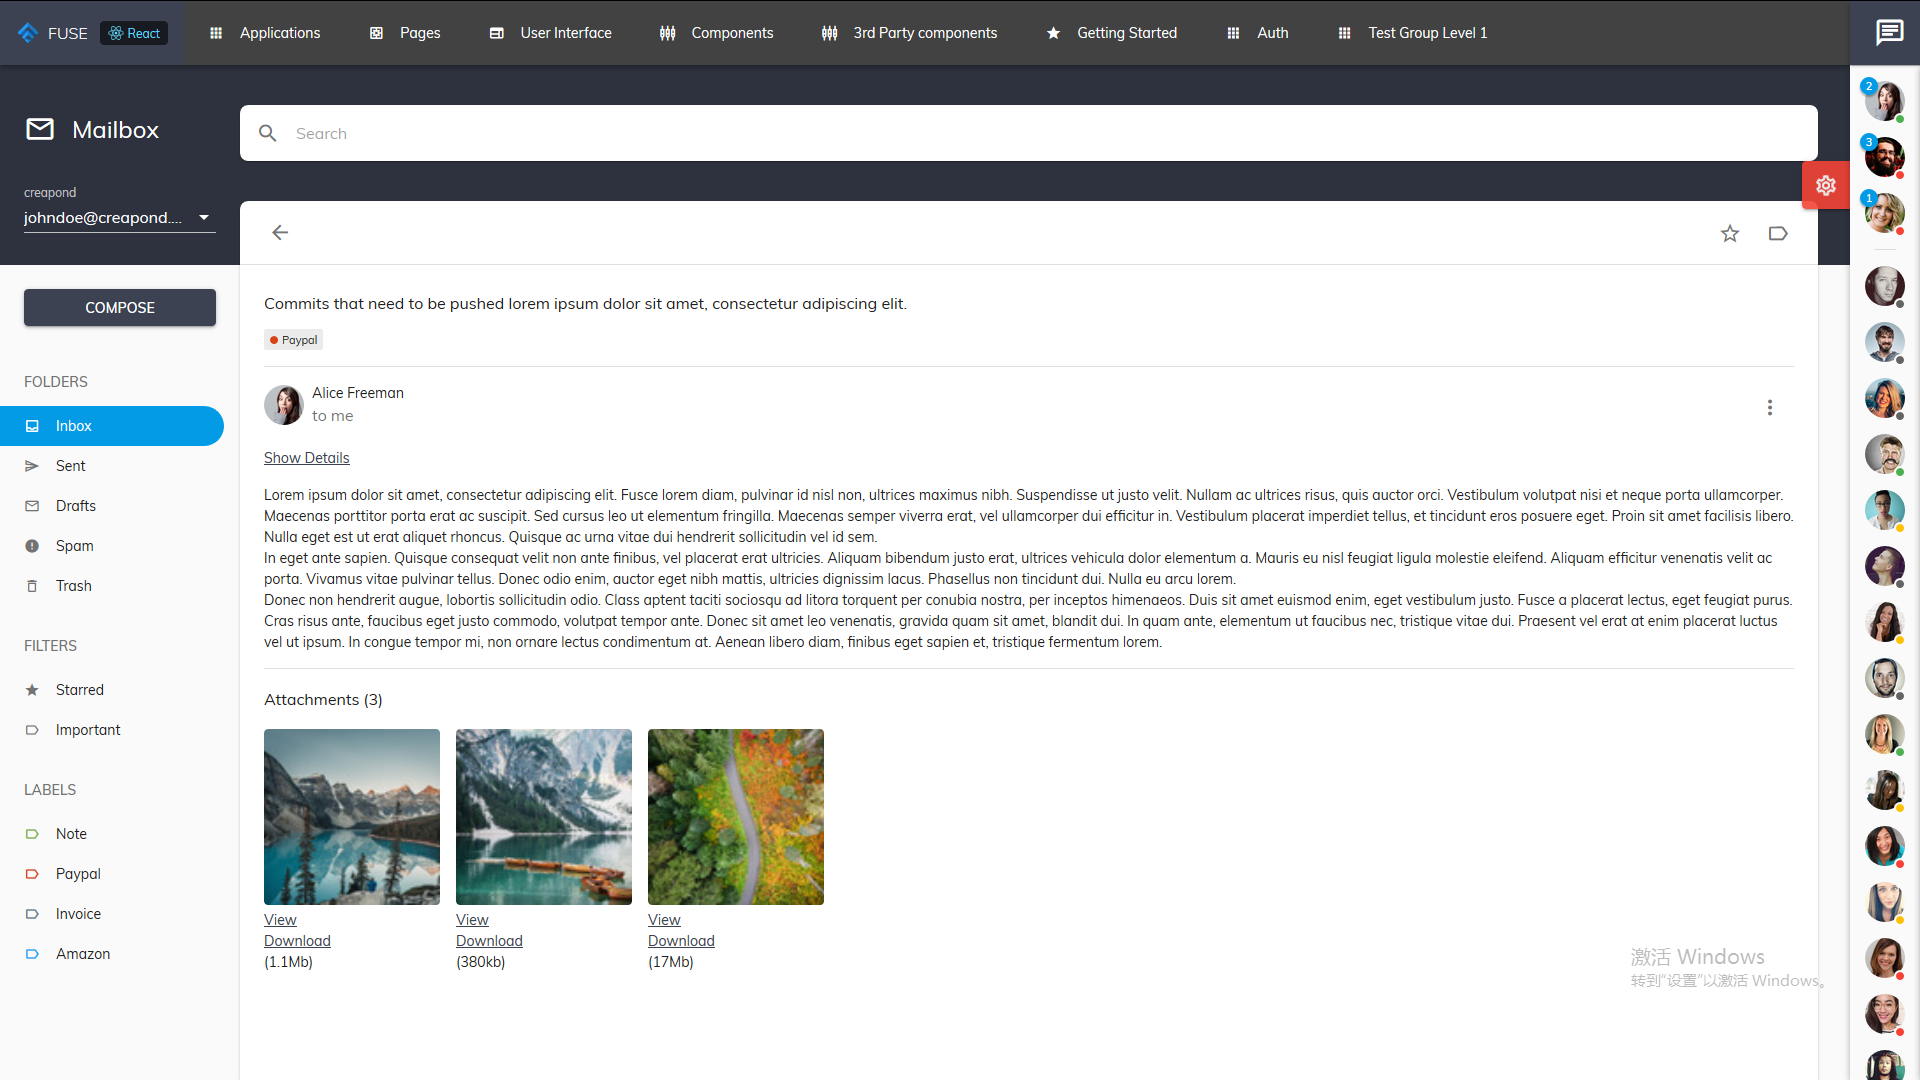 FUSE React Applications Pages User Interface Components 3rd Party components Getting Started Auth Test Group Level 1
Mailbox
Search
creapond
johndoe@creapond....
COMPOSE
FOLDERS
Inbox
Sent
Drafts
Spam
Trash
FILTERS
Starred
Important
LABELS
Note
Paypal
Invoice
Amazon
Commits that need to be pushed lorem ipsum dolor sit amet, consectetur adipiscing elit.
Paypal
Alice Freeman
to me
Show Details
Lorem ipsum dolor sit amet, consectetur adipiscing elit. Fusce lorem diam, pulvinar id nisl non, ultrices maximus nibh. Suspendisse ut justo velit. Nullam ac ultrices risus, quis auctor orci. Vestibulum volutpat nisi et neque porta ullamcorper.
Maecenas porttitor porta erat ac suscipit. Sed cursus leo ut elementum fringilla. Maecenas semper viverra erat, vel ullamcorper dui efficitur in. Vestibulum placerat imperdiet tellus, et tincidunt eros posuere eget. Proin sit amet facilisis libero.
Nulla eget est ut erat aliquet rhoncus. Quisque ac urna vitae dui hendrerit sollicitudin vel id sem.
In eget ante sapien. Quisque consequat velit non ante finibus, vel placerat erat ultricies. Aliquam bibendum justo erat, ultrices vehicula dolor elementum a. Mauris eu nisl feugiat ligula molestie eleifend. Aliquam efficitur venenatis velit ac
porta. Vivamus vitae pulvinar tellus. Donec odio enim, auctor eget nibh mattis, ultricies dignissim lacus. Phasellus non tincidunt dui. Nulla eu arcu lorem.
Donec non hendrerit augue, lobortis sollicitudin odio. Class aptent taciti sociosqu ad litora torquent per conubia nostra, per inceptos himenaeos. Duis sit amet euismod enim, eget vestibulum justo. Fusce a placerat lectus, eget feugiat purus.
Cras risus ante, faucibus eget justo commodo, volutpat tempor ante. Donec sit amet leo venenatis, gravida quam sit amet, blandit dui. In quam ante, elementum ut faucibus nec, tristique vitae dui. Praesent vel erat at enim placerat luctus
vel ut ipsum. In congue tempor mi, non ornare lectus condimentum at. Aenean libero diam, finibus eget sapien et, tristique fermentum lorem.
Attachments (3)
View
Download
(1.1Mb)
View
Download
(380kb)
View
Download
(17Mb)
2
3
1
激活 Windows
转到“设置”以激活 Windows。